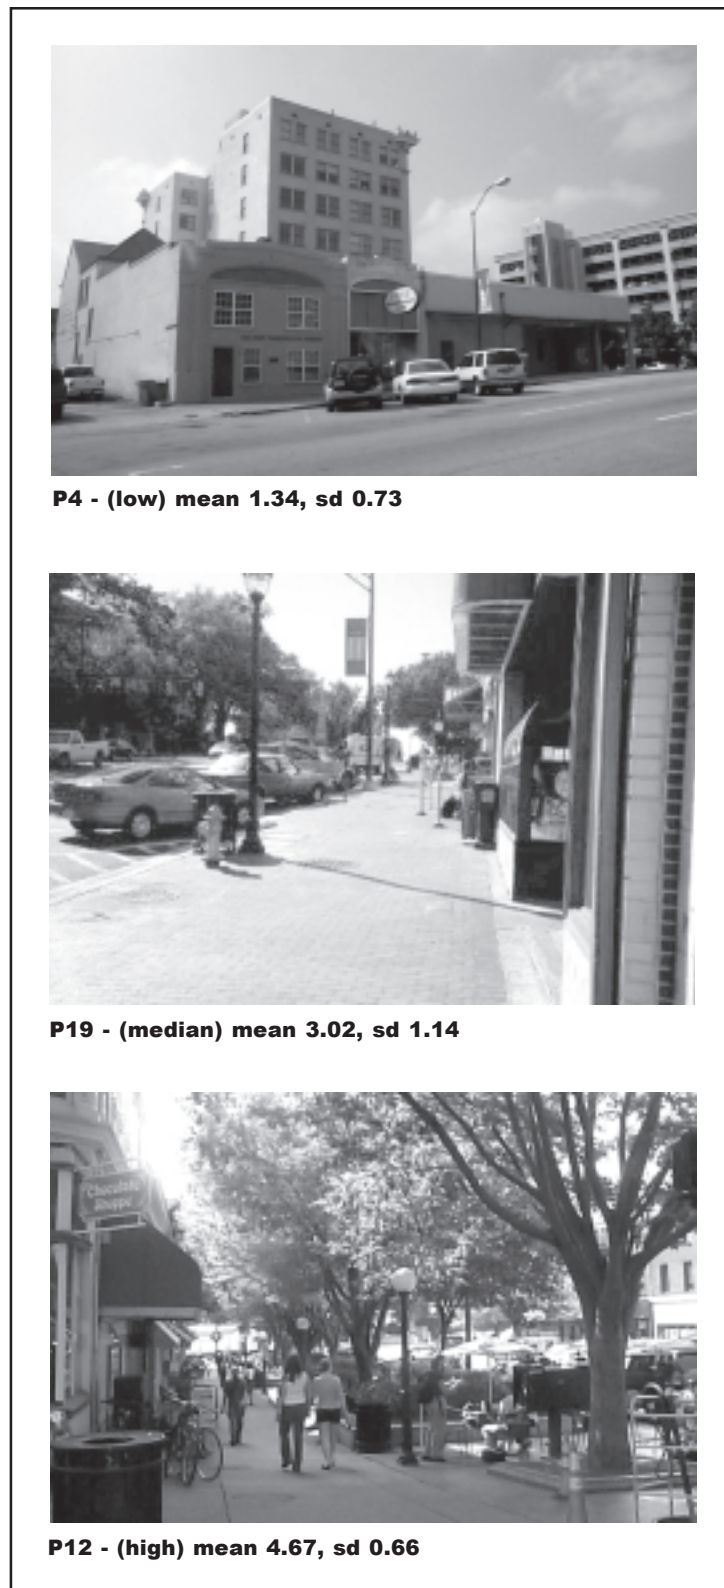 P4 - (low) mean 1.34, sd 0.73
P19 - (median) mean 3.02, sd 1.14
Chocolate
Shoppe
P12 - (high) mean 4.67, sd 0.66